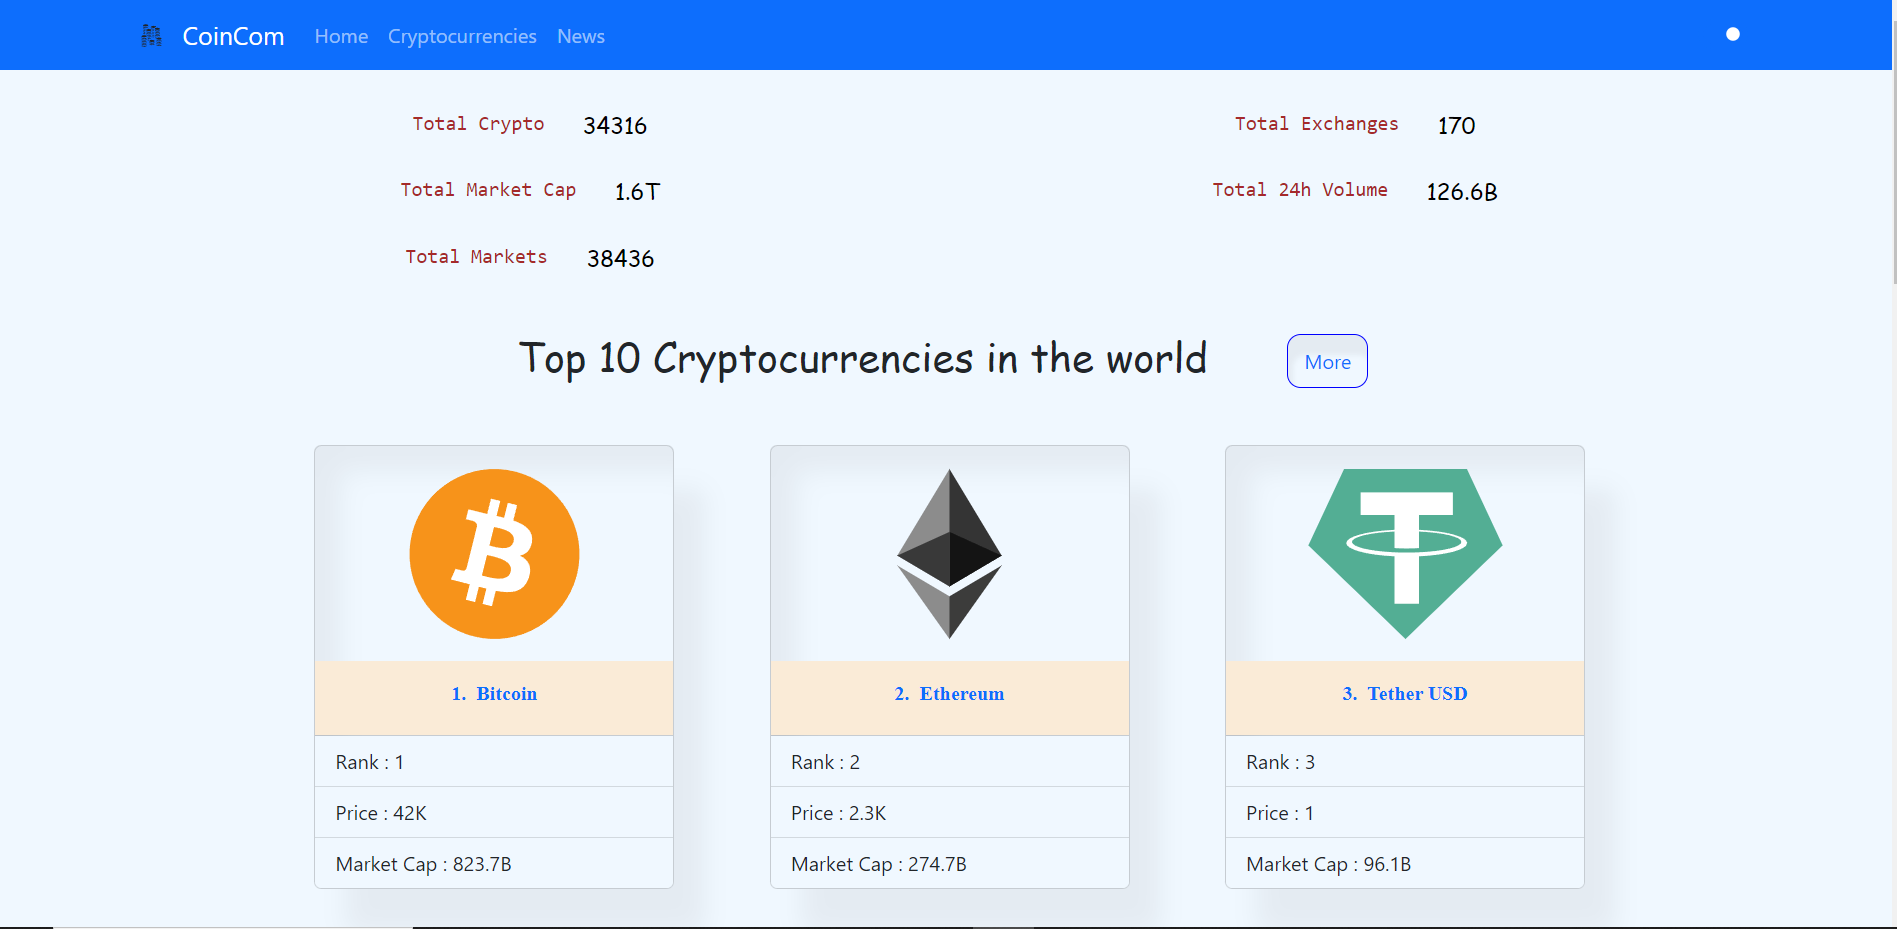 CoinCom Home Cryptocurrencies News
Total Crypto 34316 Total Exchanges 170
Total Market Cap 1.6T Total 24h Volume 126.6B
Total Markets 38436
Top 10 Cryptocurrencies in the world More
1. Bitcoin
Rank : 1
Price : 42K
Market Cap : 823.7B
2. Ethereum
Rank : 2
Price : 2.3K
Market Cap : 274.7B
3. Tether USD
Rank : 3
Price : 1
Market Cap : 96.1B